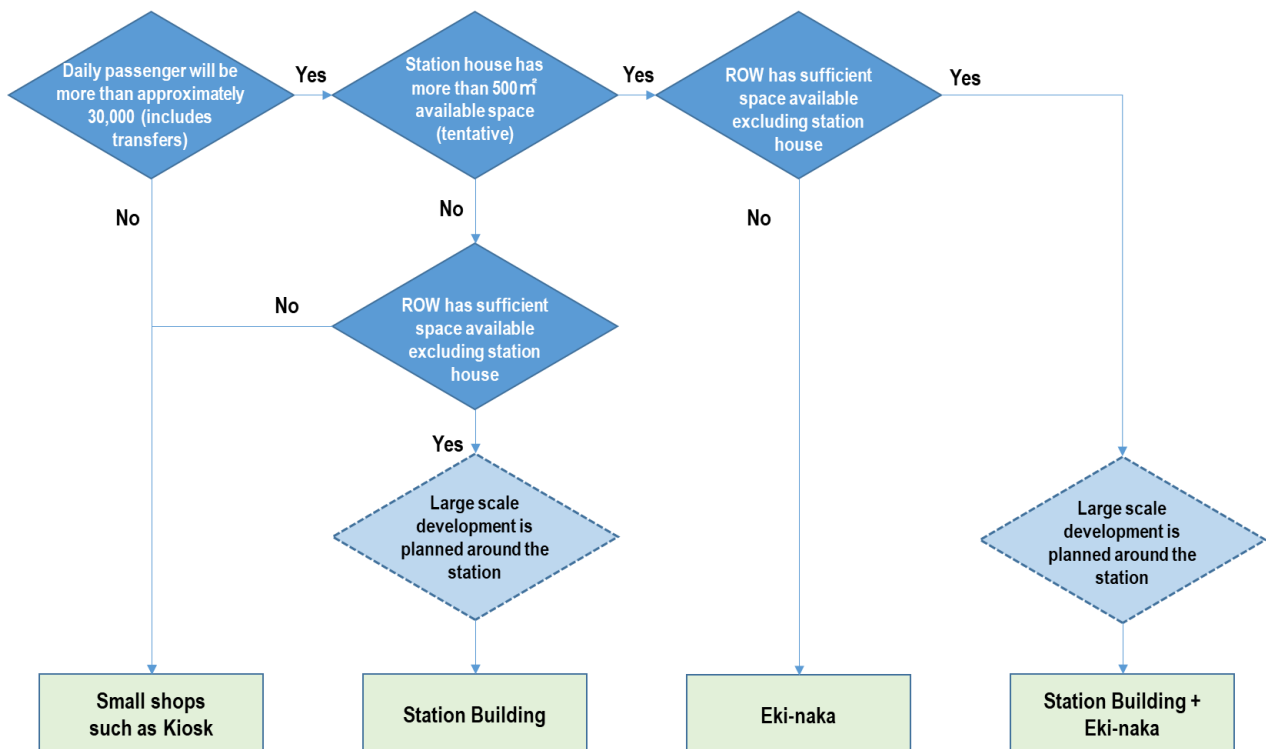 Daily passenger will be
more than approximately
30,000 (includes
transfers)
Yes
Station house has
more than 500㎡
available space
(tentative)
Yes
ROW has sufficient
space available
excluding station
house
Yes
No
No
No
No
ROW has sufficient
space available
excluding station
house
Yes
Large scale
development is
planned around the
station
Large scale
development is
planned around the
station
Small shops
such as Kiosk
Station Building
Eki-naka
Station Building +
Eki-naka